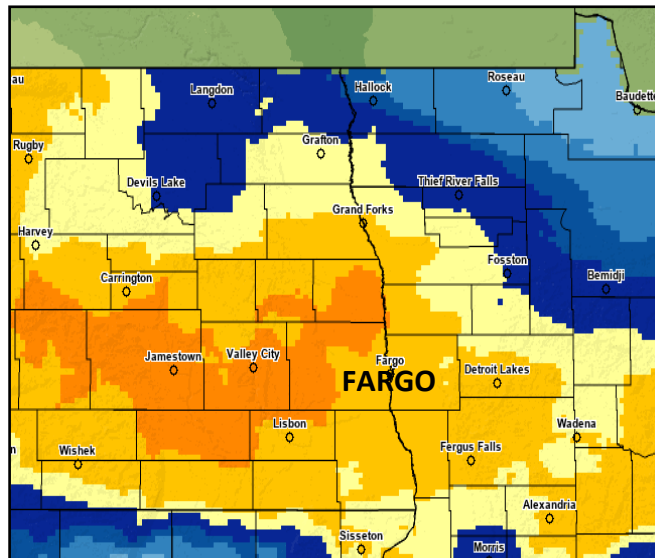 au
Langdon
Hallock
Roseau
Baudette
Rugby
Grafton
Devils Lake
Thief River Falls
Grand Forks
Harvey
Fosston
Carrington
Bemidji
Jamestown
Valley City
Fargo
FARGO
Detroit Lakes
Lisbon
Wadena
n
Wishek
Fergus Falls
Alexandria
Sisseton
Morris